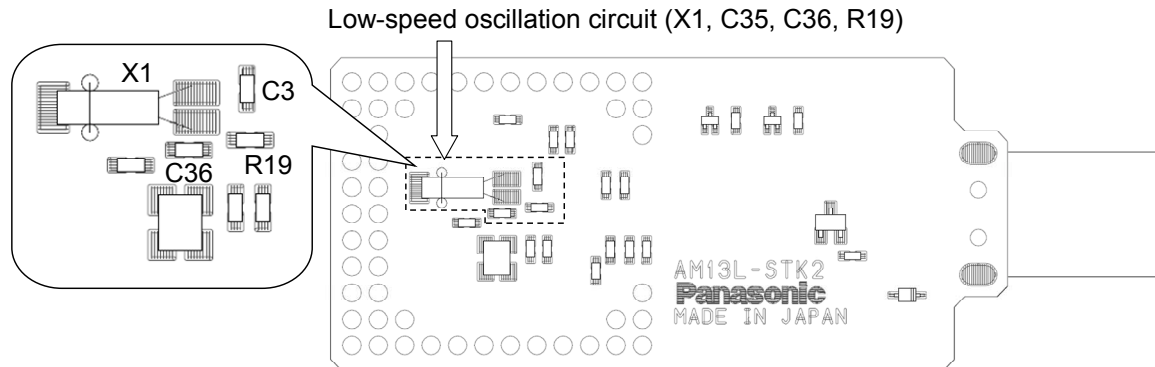 Low-speed oscillation circuit (X1, C35, C36, R19)
X1
C3
R19
C36
AM13L-STK2
Panasonic
MADE IN JAPAN